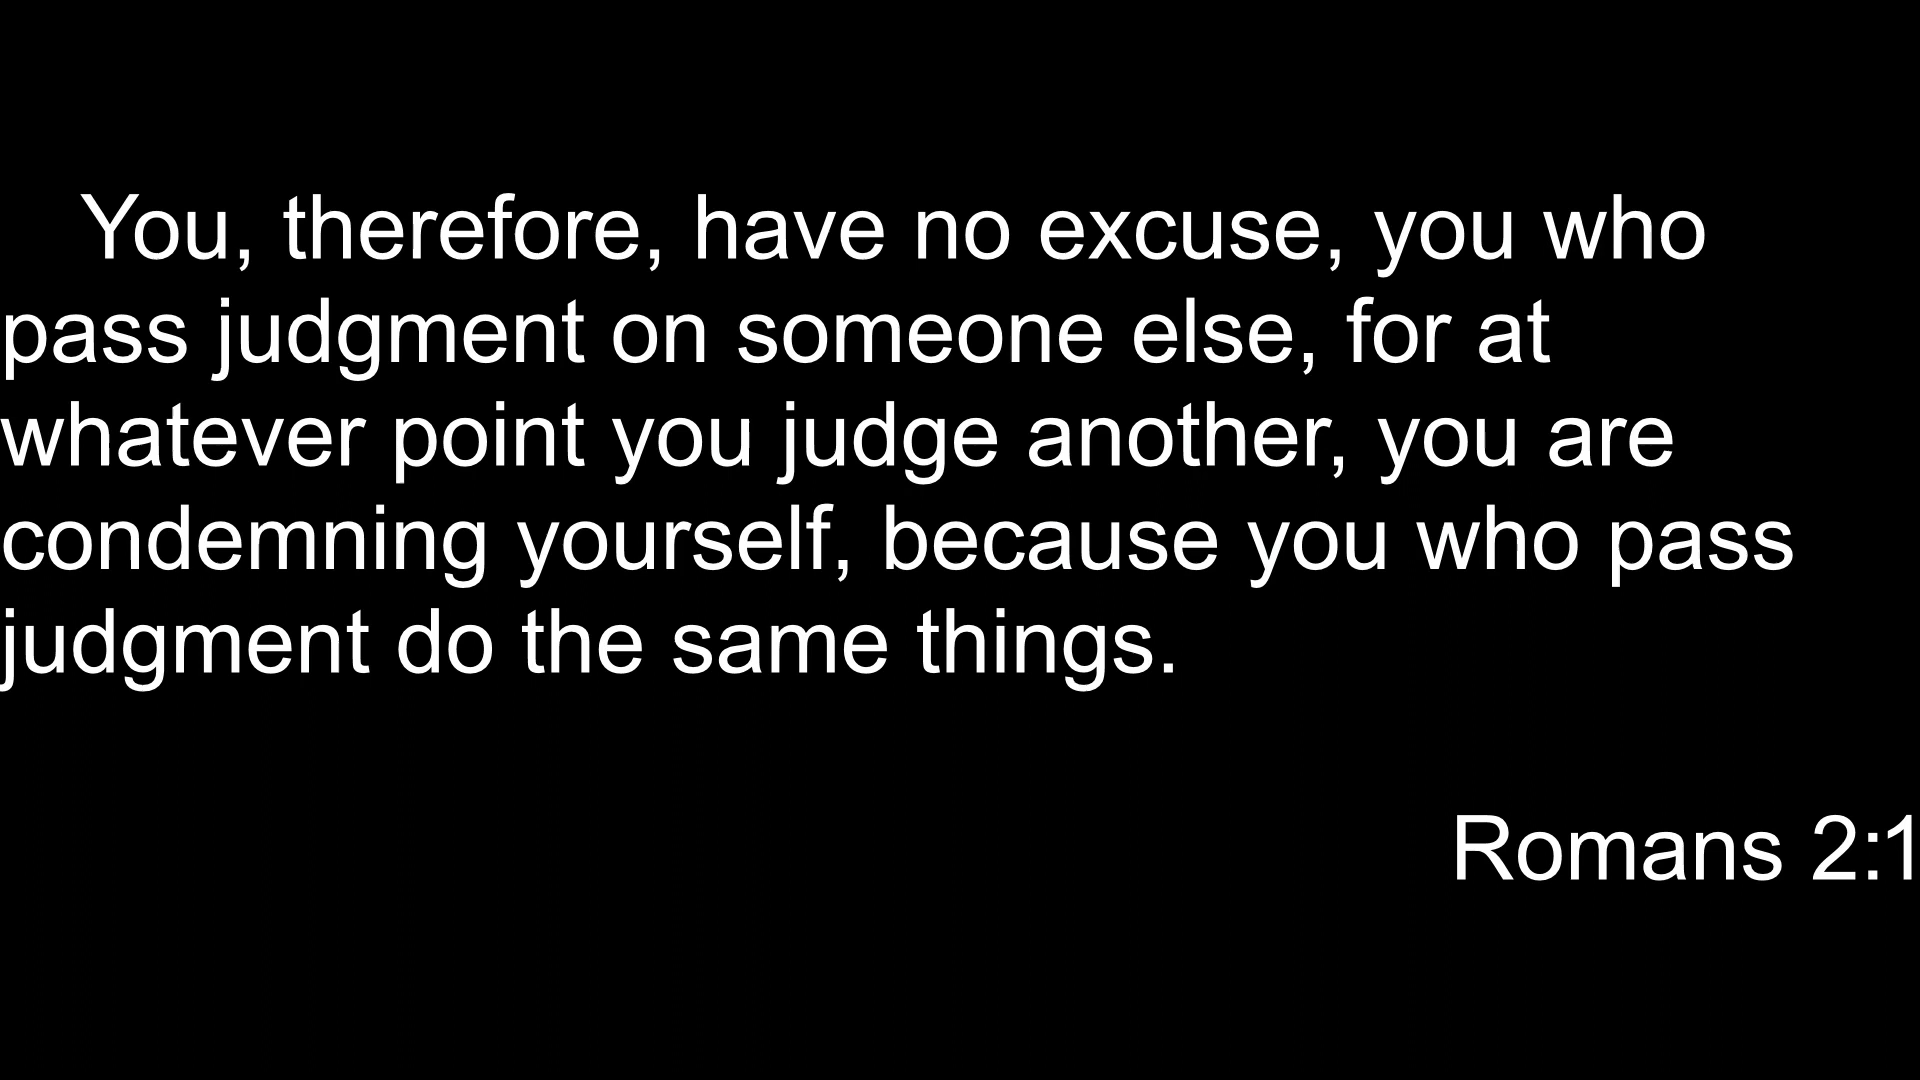 You, therefore, have no excuse, you who
pass judgment on someone else, for at
whatever point you judge another, you are
condemning yourself, because you who pass
judgment do the same things.
Romans 2:1